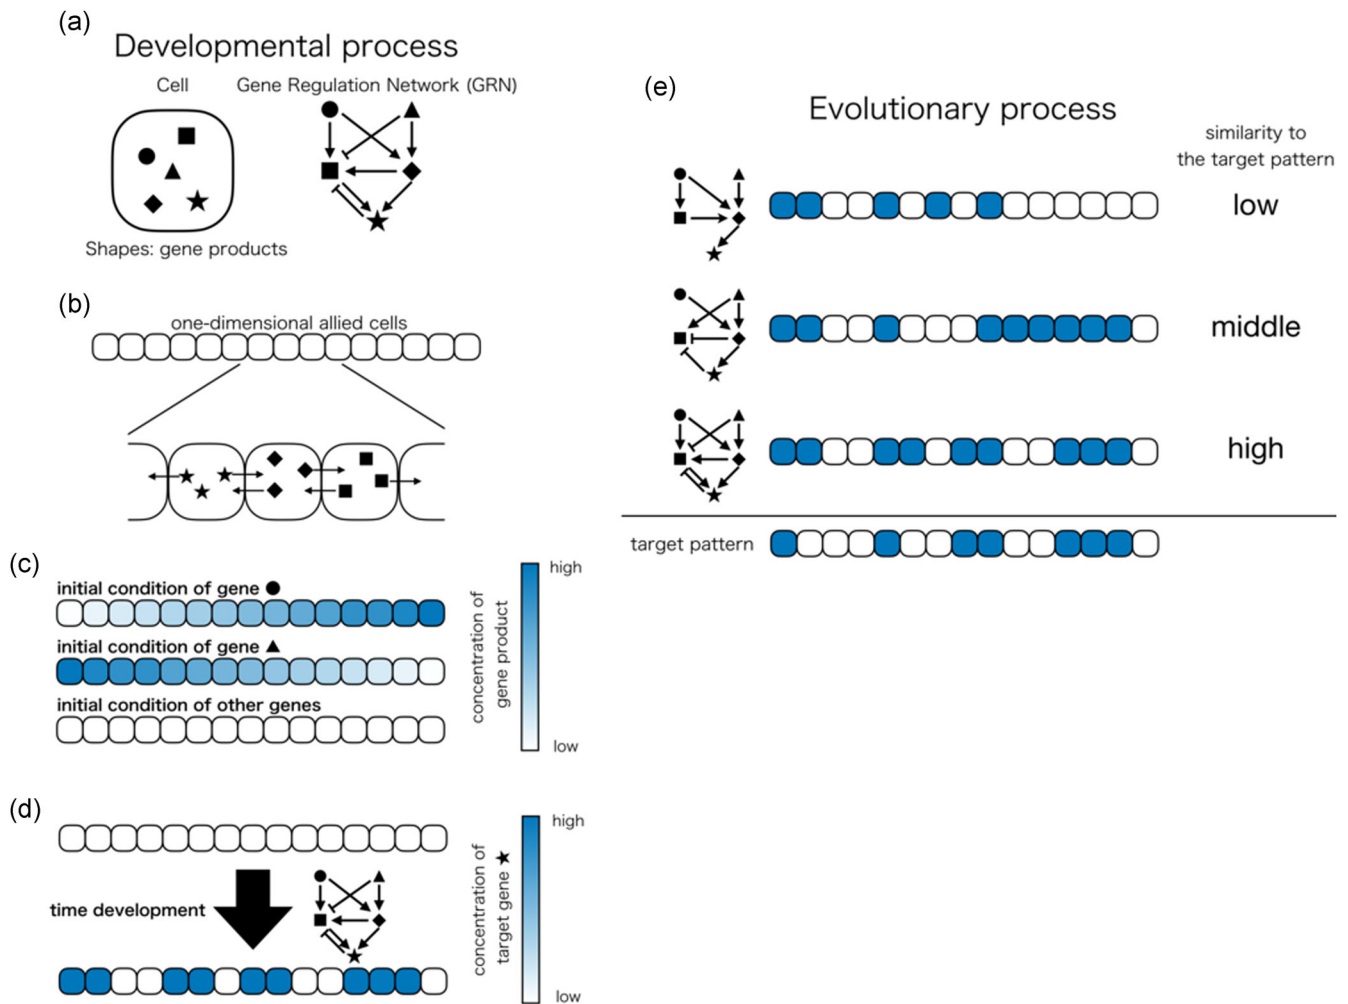 (a)
Developmental process
Cell
Gene Regulation Network (GRN)
Shapes: gene products
(b)
one-dimensional allied cells
(c)
initial condition of gene ●
initial condition of gene ▲
initial condition of other genes
concentration of
gene product
high
low
(d)
time development
concentration of
target gene ★
high
low
(e)
Evolutionary process
similarity to
the target pattern
low
middle
high
target pattern